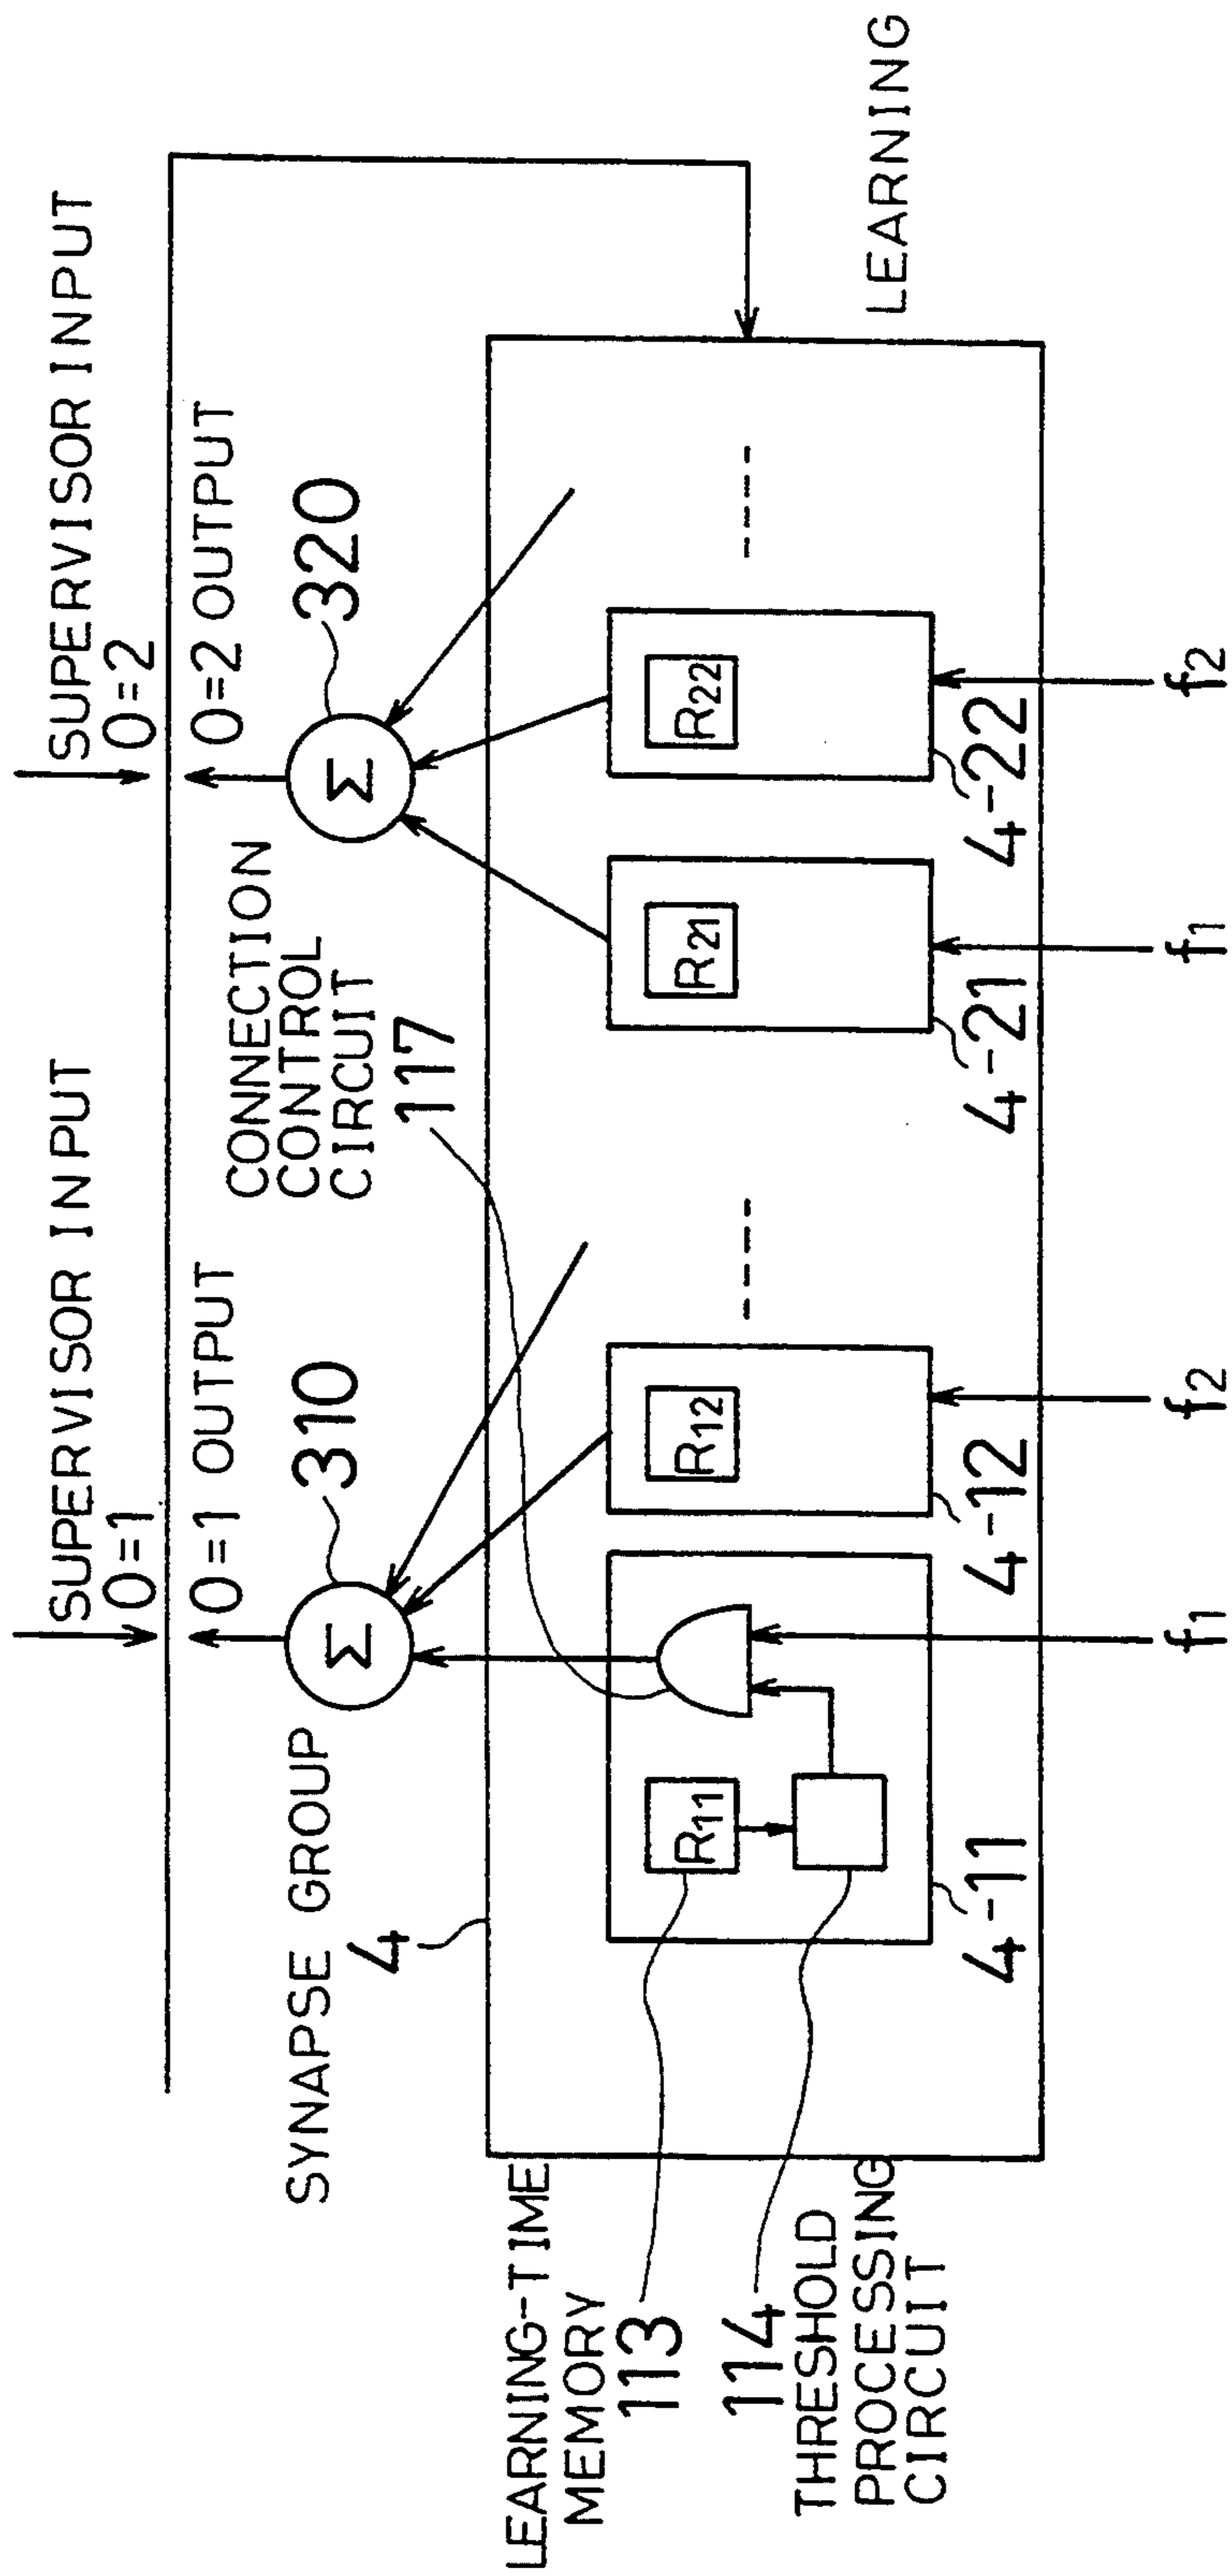 SUPERVISOR INPUT
0=1
SUPERVISOR INPUT
0=2
0=1 OUTPUT
0=2 OUTPUT
SYNAPSE GROUP
4
310
Σ
CONNECTION
CONTROL
CIRCUIT
117
320
Σ
LEARNING-TIME
MEMORY
113
114
THRESHOLD
PROCESSING
CIRCUIT
R11
R12
R21
R22
4-11
4-12
4-21
4-22
f1
f2
f1
f2
LEARNING